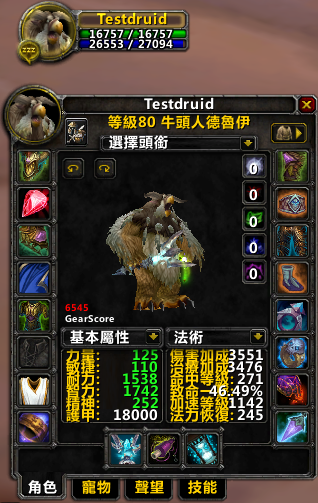 Testdruid
16757 / 16757
26553 / 27094
zzz
Testdruid
等級80 牛頭人德魯伊
選擇頭銜
0
0
0
0
0
6545
GearScore
基本屬性 法術
力量: 125 傷害加成 3551
敏捷: 110 治療加成 3476
耐力: 1538 命中等級: 271
智力: 1742 46.49%
精神: 252 加速等級 1142
護甲: 18000 法力恢復: 245
角色 寵物 聲望 技能